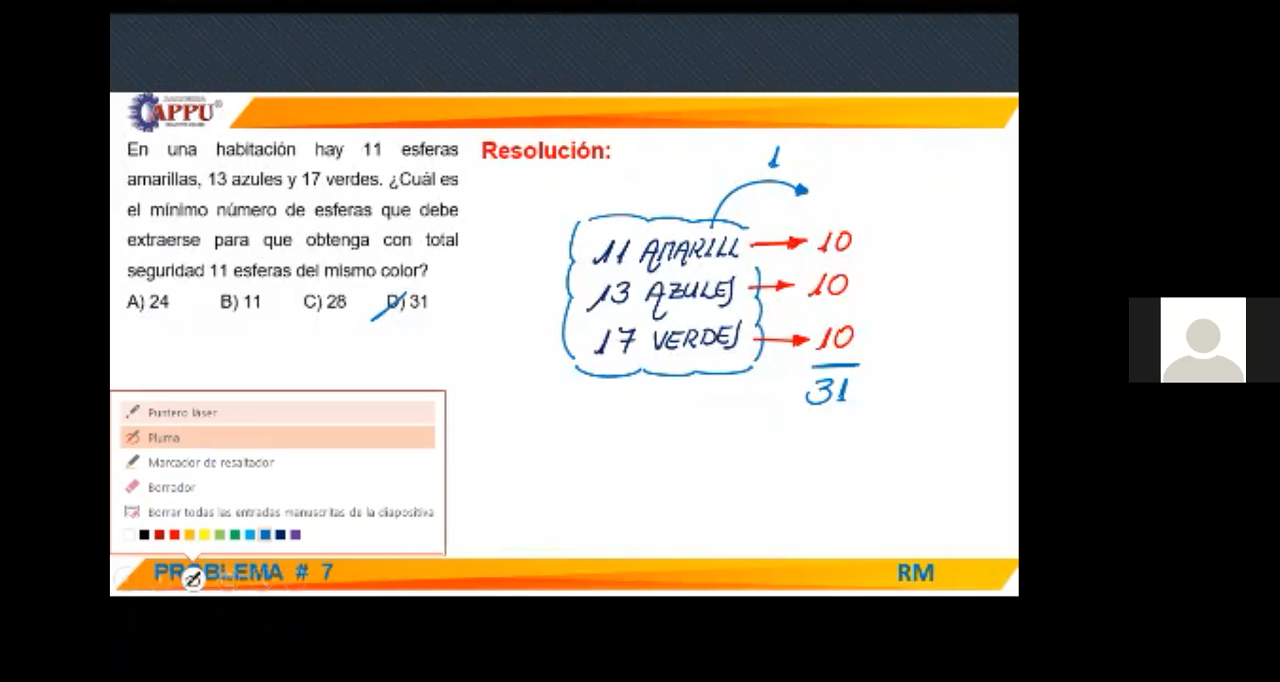 APPU
En una habitación hay 11 esferas
amarillas, 13 azules y 17 verdes. ¿Cuál es
el mínimo número de esferas que debe
extraerse para que obtenga con total
seguridad 11 esferas del mismo color?
A) 24 B) 11 C) 28 D) 31
Resolución:
1
11 AMARILL → 10
13 AZULES → 10
17 VERDES → 10
31
Puntero láser
Pluma
Marcador de resaltador
Borrador
Borrar todas las entradas manuscritas de la diapositiva
PROBLEMA # 7
RM